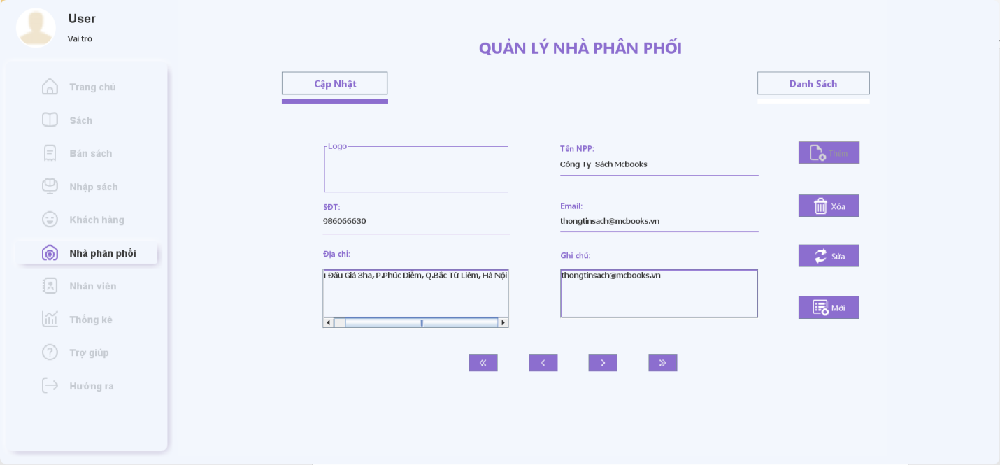 User
Vai trò
Trang chủ
Sách
Bán sách
Nhập sách
Khách hàng
Nhà phân phối
Nhân viên
Thống kê
Trợ giúp
Hướng ra
QUẢN LÝ NHÀ PHÂN PHỐI
Cập Nhật
Danh Sách
Logo
Tên NPP:
Công Ty Sách Mcbooks
SĐT:
986066630
Email:
thongtinsach@mcbooks.vn
Địa chỉ:
Đấu Giá 3ha, P.Phúc Diễm, Q.Bắc Từ Liêm, Hà Nội
Ghi chú:
thongtinsach@mcbooks.vn
Thêm
Xóa
Sửa
Mới